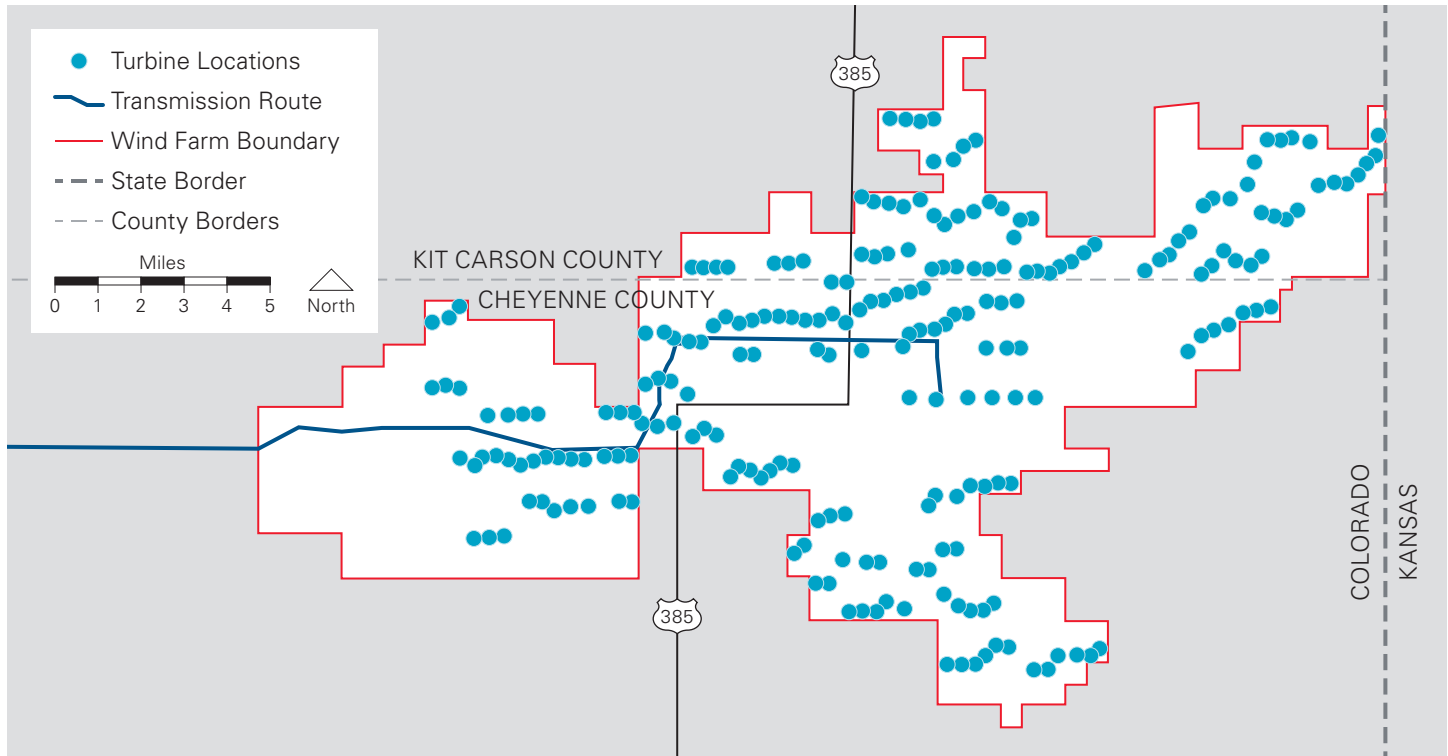 Turbine Locations
Transmission Route
Wind Farm Boundary
State Border
County Borders
Miles
0 1 2 3 4 5
North
385
KIT CARSON COUNTY
CHEYENNE COUNTY
COLORADO
KANSAS
385